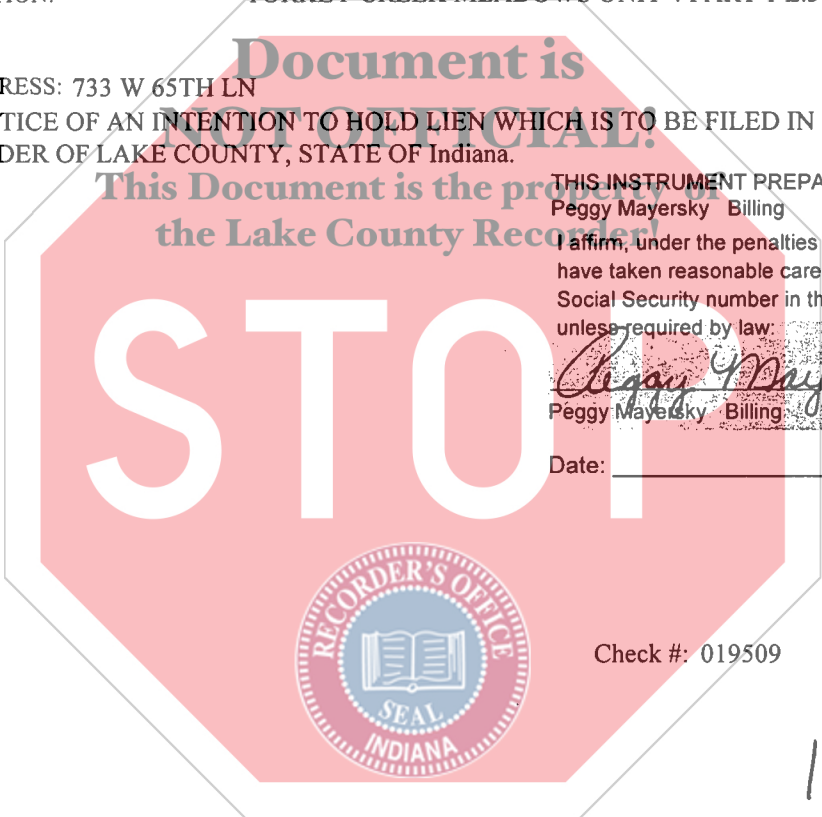 RESS: 733 W 65TH LN
TICE OF AN INTENTION TO HOLD LIEN WHICH IS TO BE FILED IN
DER OF LAKE COUNTY, STATE OF Indiana.
Document is
NOT OFFICIAL!
This Document is the property of
the Lake County Recorder!
THIS INSTRUMENT PREPA
Peggy Mayersky Billing
I affirm, under the penalties
have taken reasonable care
Social Security number in th
unless required by law:
Peggy May
Peggy Mayersky Billing
Date:
STOP
RECORDER'S OFFICE
SEAL
INDIANA
Check #: 019509